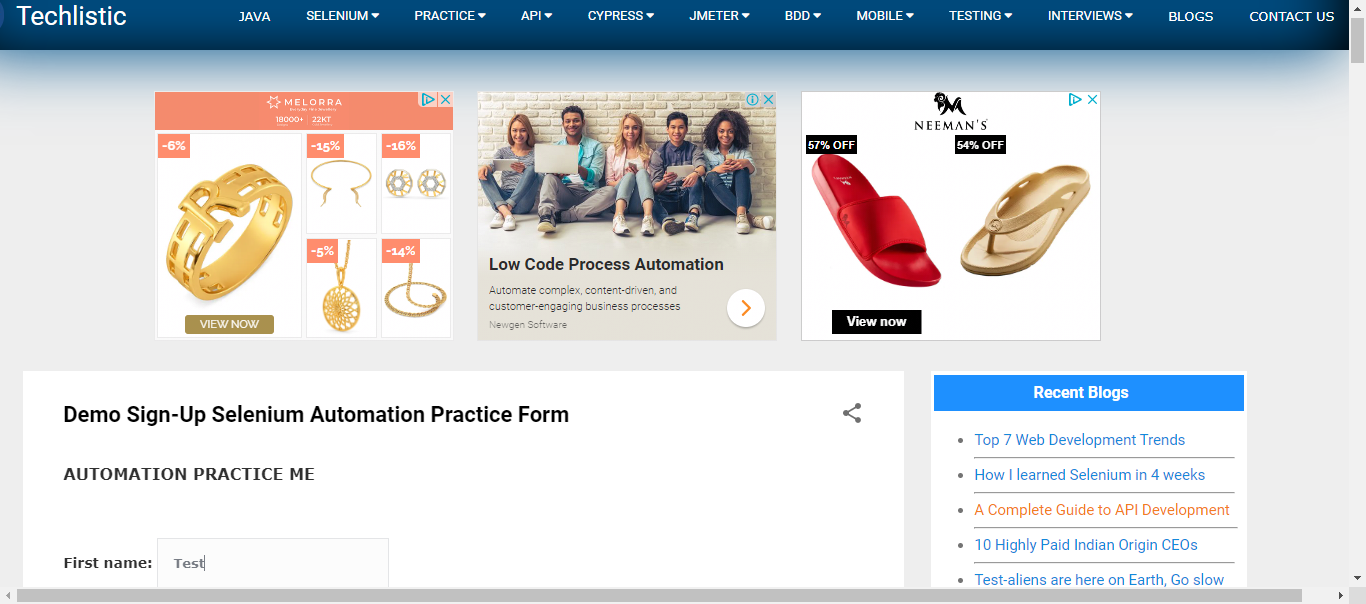 Techlistic
JAVA SELENIUM PRACTICE API CYPRESS JMETER BDD MOBILE TESTING INTERVIEWS BLOGS CONTACT US
MELORRA
18000+ 22KT
-6%
-15%
-16%
-5%
-14%
VIEW NOW
Low Code Process Automation
Automate complex, content-driven, and
customer-engaging business processes
Newgen Software
NEEMAN'S
57% OFF 54% OFF
View now
Demo Sign-Up Selenium Automation Practice Form
AUTOMATION PRACTICE ME
First name: Test
Recent Blogs
Top 7 Web Development Trends
How I learned Selenium in 4 weeks
A Complete Guide to API Development
10 Highly Paid Indian Origin CEOs
Test-aliens are here on Earth, Go slow